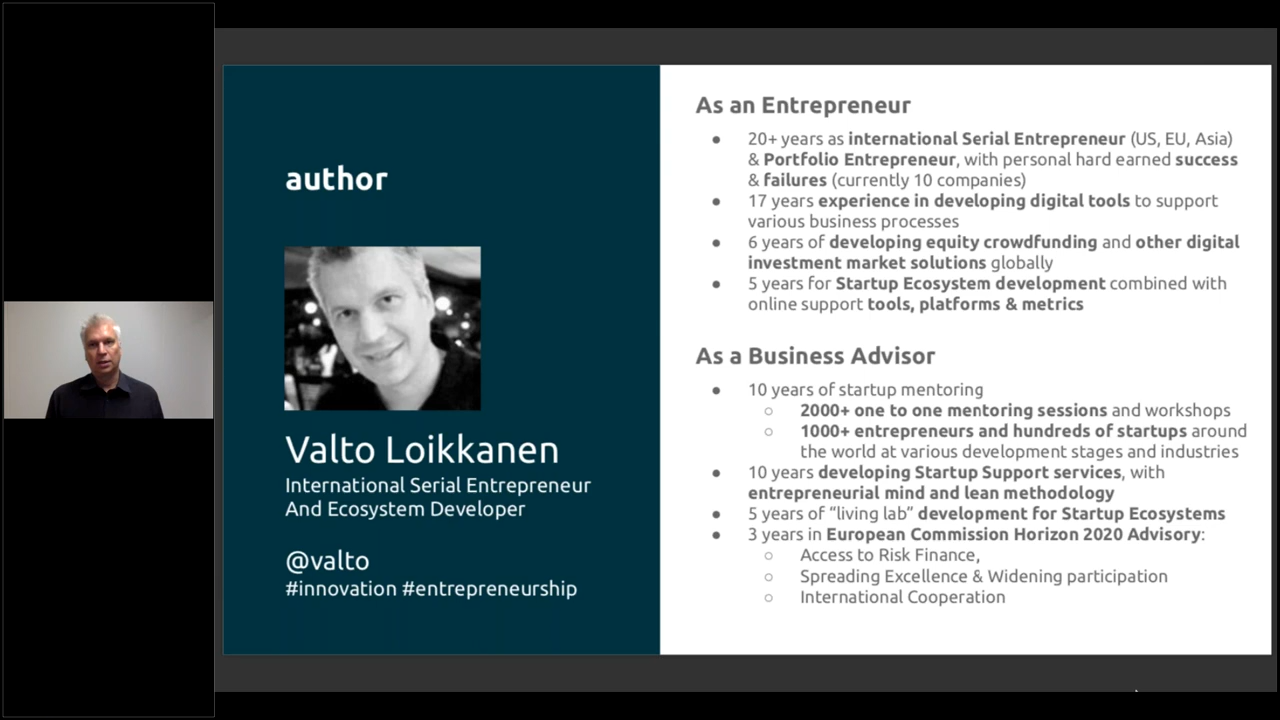 author
Valto Loikkanen
International Serial Entrepreneur
And Ecosystem Developer
@valto
#innovation #entrepreneurship
As an Entrepreneur
● 20+ years as international Serial Entrepreneur (US, EU, Asia)
& Portfolio Entrepreneur, with personal hard earned success
& failures (currently 10 companies)
● 17 years experience in developing digital tools to support
various business processes
● 6 years of developing equity crowdfunding and other digital
investment market solutions globally
● 5 years for Startup Ecosystem development combined with
online support tools, platforms & metrics
As a Business Advisor
● 10 years of startup mentoring
○ 2000+ one to one mentoring sessions and workshops
○ 1000+ entrepreneurs and hundreds of startups around
the world at various development stages and industries
● 10 years developing Startup Support services, with
entrepreneurial mind and lean methodology
● 5 years of “living lab” development for Startup Ecosystems
● 3 years in European Commission Horizon 2020 Advisory:
○ Access to Risk Finance,
○ Spreading Excellence & Widening participation
○ International Cooperation